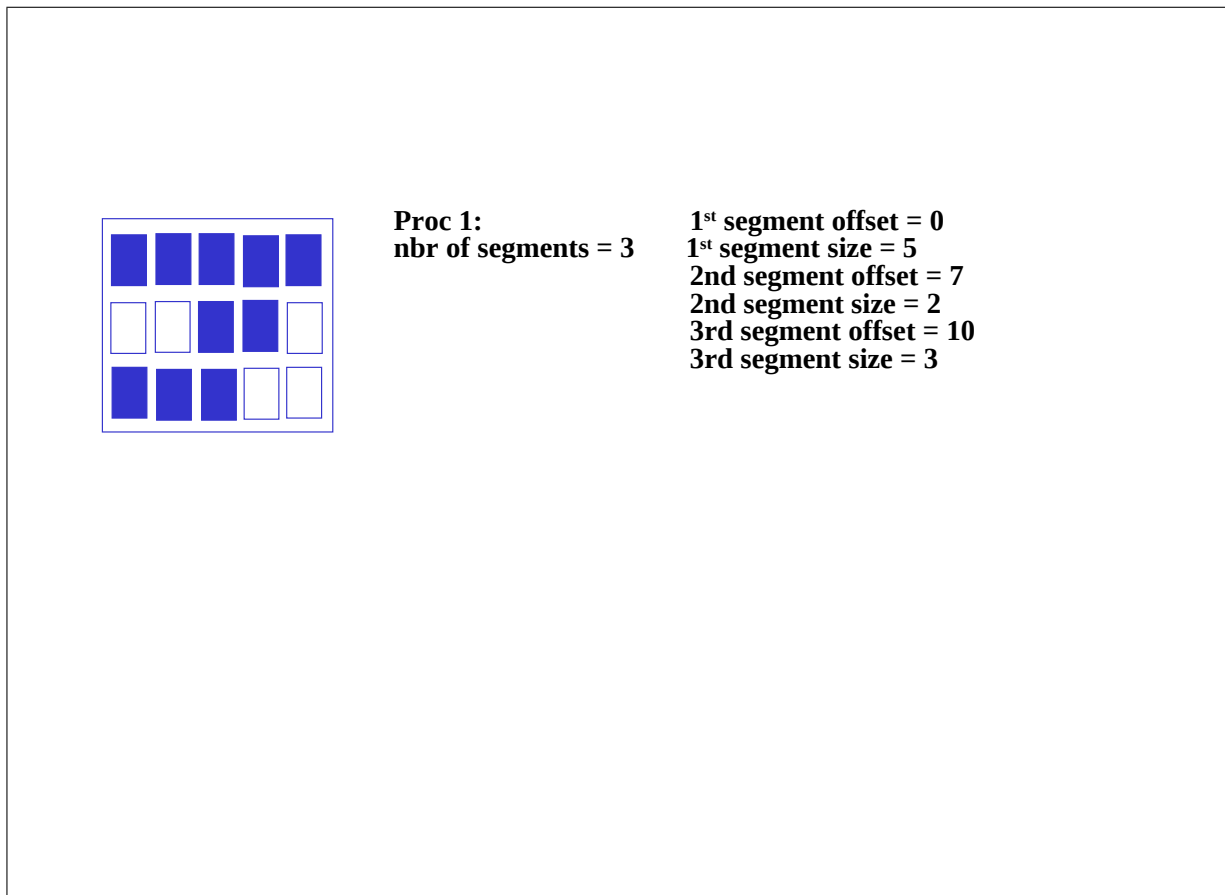 Proc 1:
nbr of segments = 3
1st segment offset = 0
1st segment size = 5
2nd segment offset = 7
2nd segment size = 2
3rd segment offset = 10
3rd segment size = 3